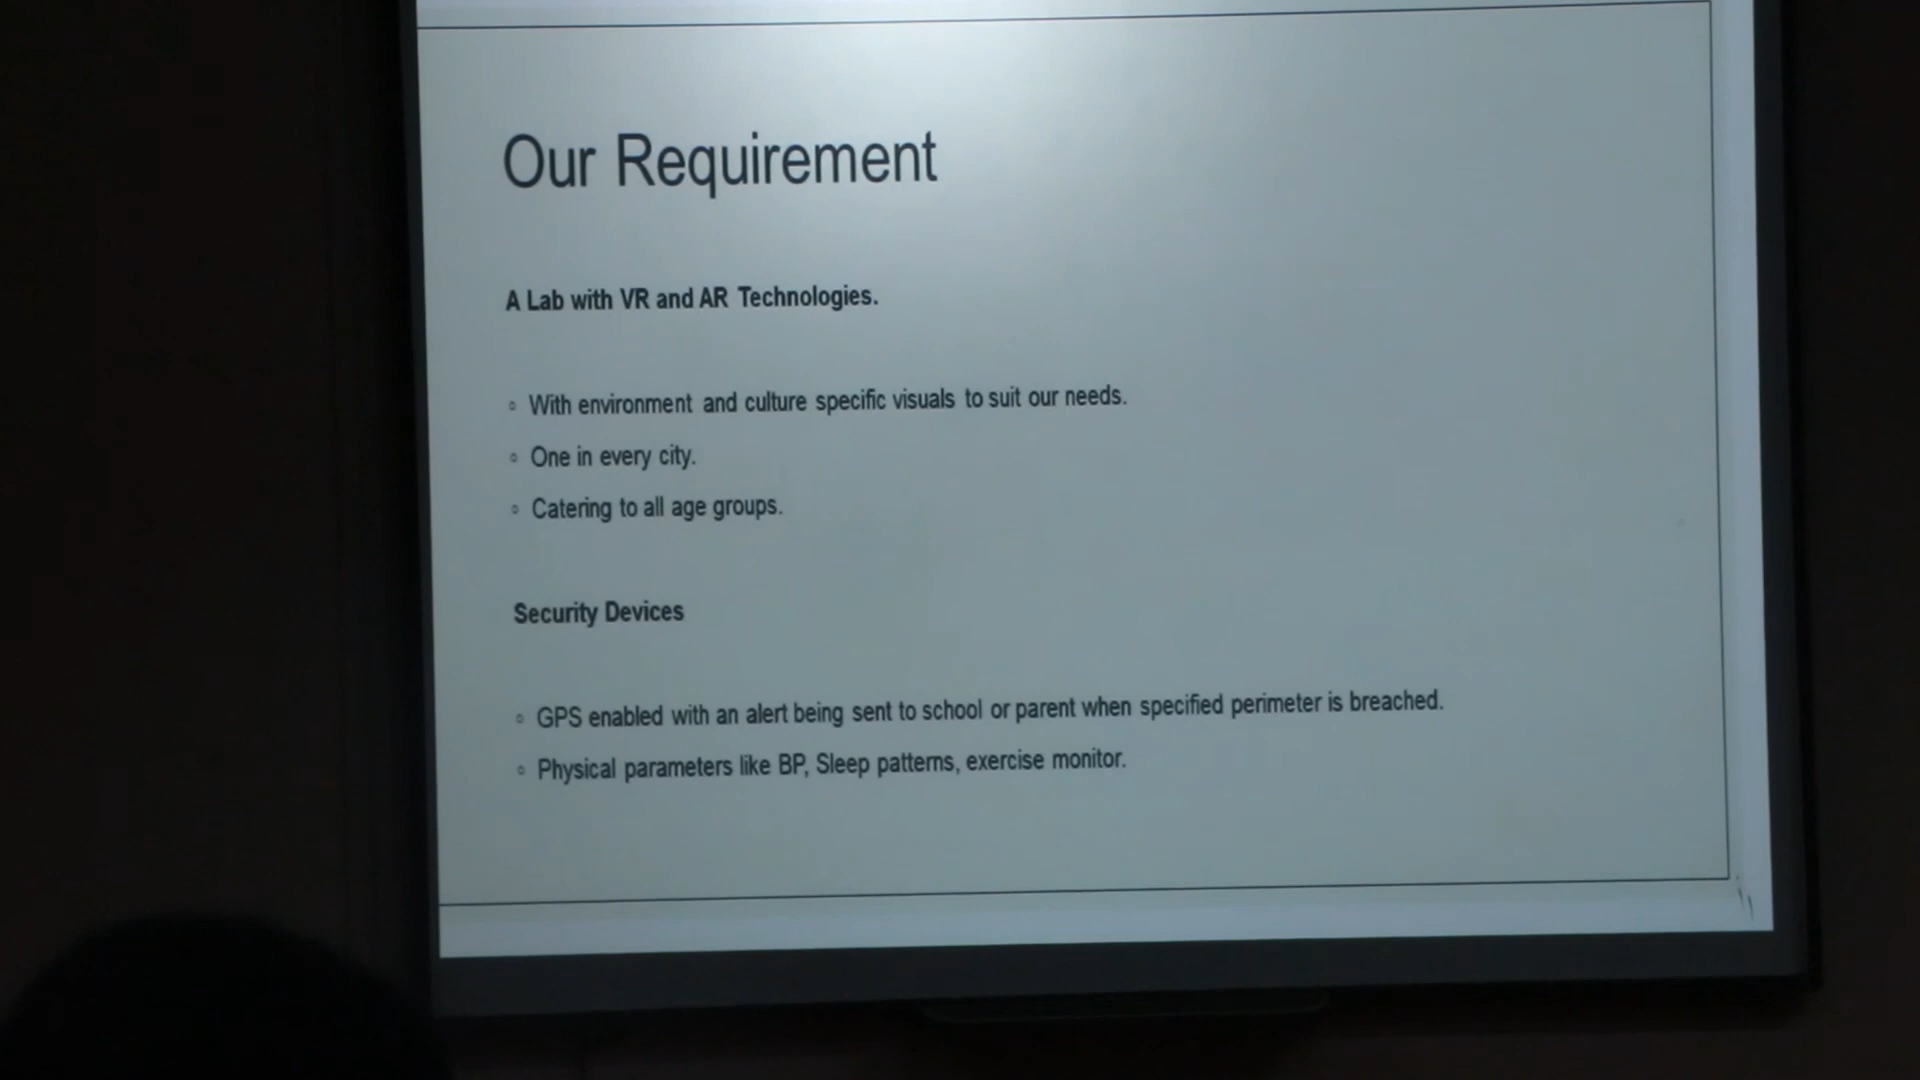 Our Requirement
A Lab with VR and AR Technologies.
◦ With environment and culture specific visuals to suit our needs.
◦ One in every city.
◦ Catering to all age groups.
Security Devices
◦ GPS enabled with an alert being sent to school or parent when specified perimeter is breached.
◦ Physical parameters like BP, Sleep patterns, exercise monitor.